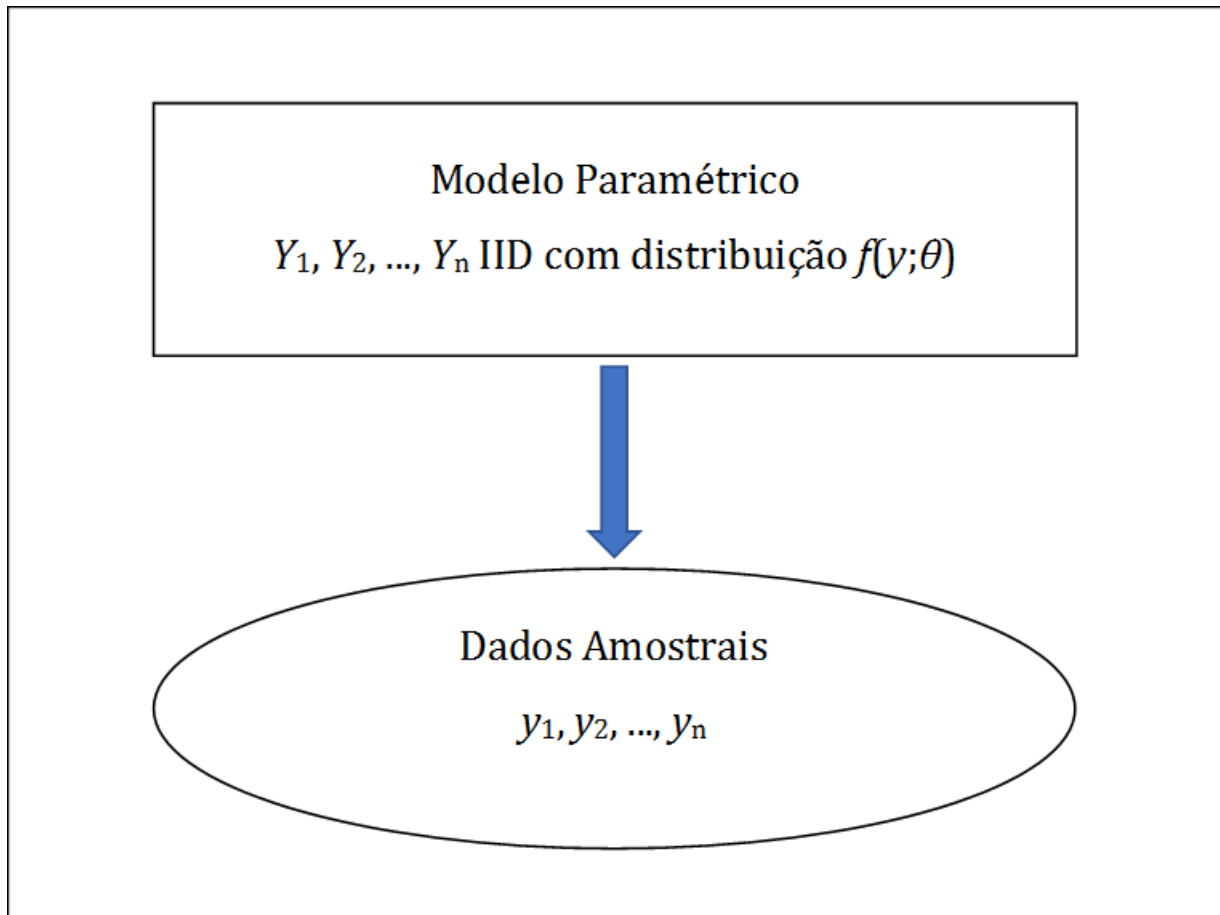 Modelo Paramétrico
Y₁, Y₂, ..., Yₙ IID com distribuição f(y;θ)
Dados Amostrais
y₁, y₂, ..., yₙ